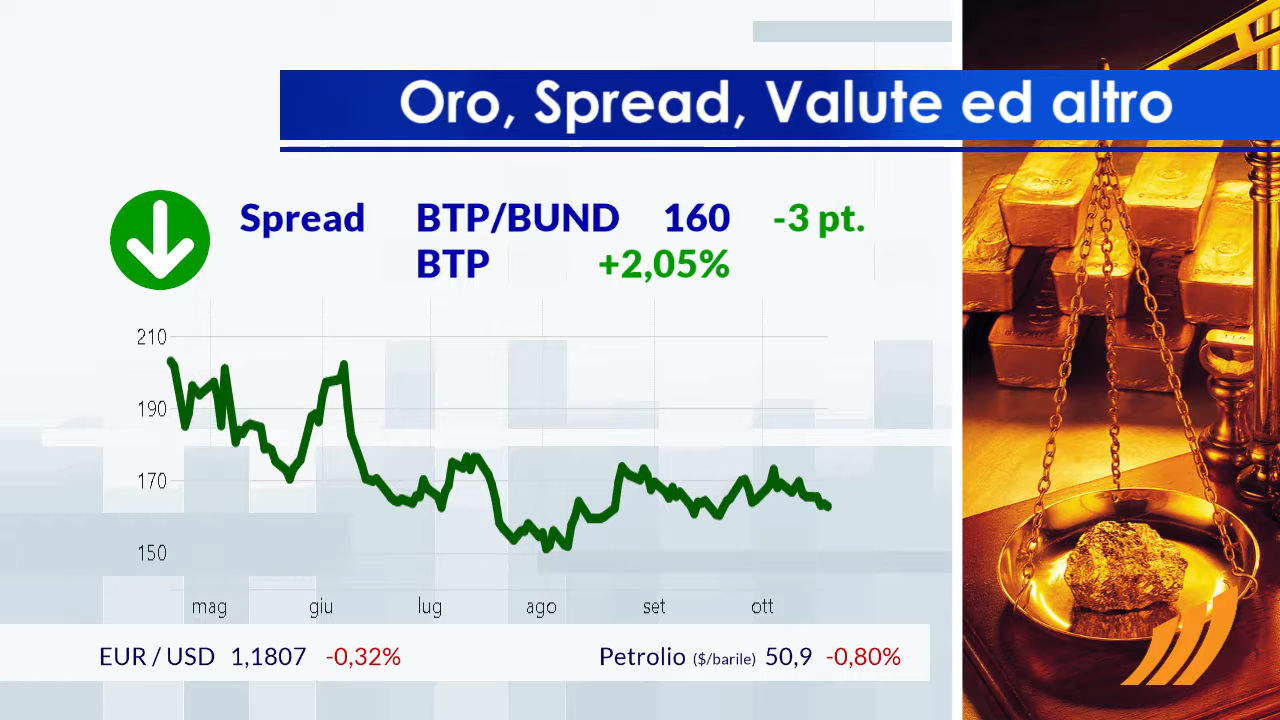 Oro, Spread, Valute ed altro
Spread BTP/BUND 160 -3 pt.
BTP +2,05%
210
190
170
150
mag giu lug ago set ott
EUR / USD 1,1807 -0,32% Petrolio ($/barile) 50,9 -0,80%